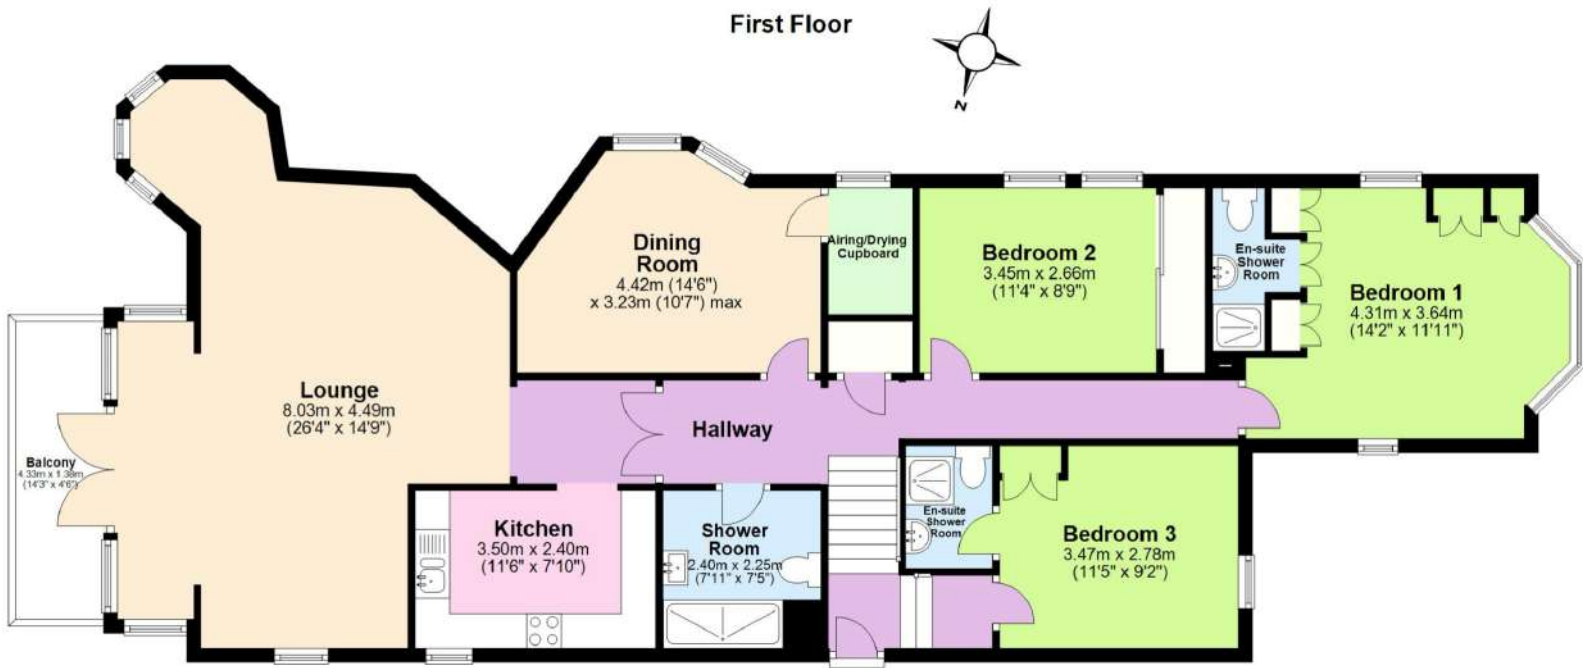 First Floor
N
Dining
Room
4.42m (14'6")
x 3.23m (10'7") max
Airing/Drying
Cupboard
Bedroom 2
3.45m x 2.66m
(11'4" x 8'9")
En-suite
Shower
Room
Bedroom 1
4.31m x 3.64m
(14'2" x 11'11")
Lounge
8.03m x 4.49m
(26'4" x 14'9")
Hallway
Balcony
4.33m x 1.38m
(14'3" x 4'6")
Kitchen
3.50m x 2.40m
(11'6" x 7'10")
Shower
Room
2.40m x 2.25m
(7'11" x 7'5")
En-suite
Shower
Room
Bedroom 3
3.47m x 2.78m
(11'5" x 9'2")